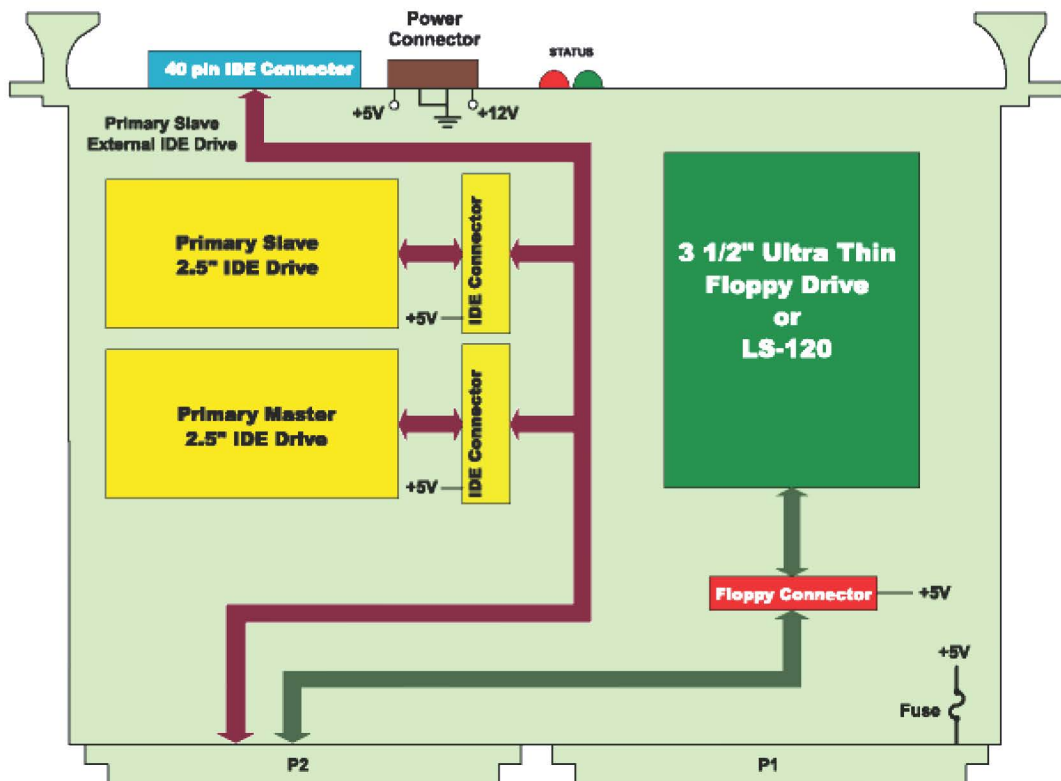 Power
Connector
STATUS
40 pin IDE Connector
+5V
+12V
Primary Slave
External IDE Drive
Primary Slave
2.5" IDE Drive
IDE Connector
+5V
3 1/2" Ultra Thin
Floppy Drive
or
LS-120
Primary Master
2.5" IDE Drive
IDE Connector
+5V
Floppy Connector
+5V
+5V
Fuse
P2
P1